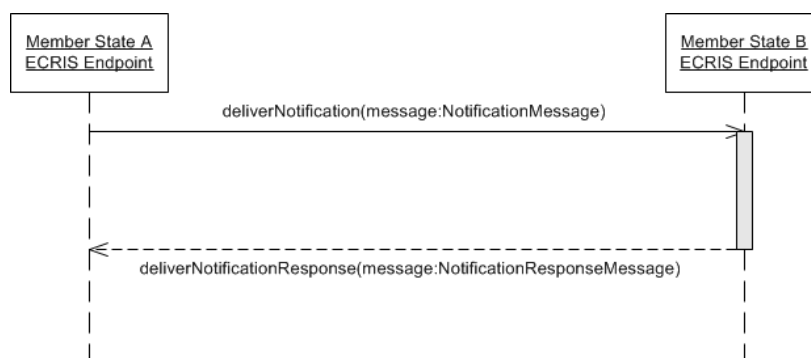 Member State A
ECRIS Endpoint
Member State B
ECRIS Endpoint
deliverNotification(message:NotificationMessage)
deliverNotificationResponse(message:NotificationResponseMessage)